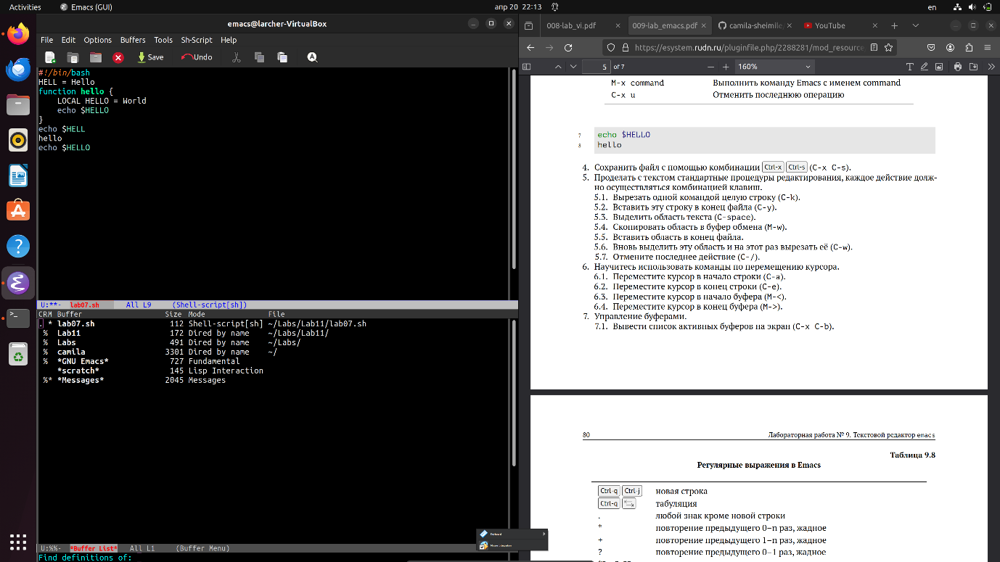 Activities
Emacs (GUI)
апр 20 22:13
en
emacs@larcher-VirtualBox
File Edit Options Buffers Tools Sh-Script Help
Save
Undo
#!/bin/bash
HELL = Hello
function hello {
LOCAL HELLO = World
echo $HELLO
}
echo $HELL
hello
echo $HELLO
U:**- lab07.sh All L9 (Shell-script[sh])
CRM Buffer Size Mode File
. * lab07.sh 112 Shell-script[sh] ~/Labs/Lab11/lab07.sh
% Lab11 172 Dired by name ~/Labs/Lab11/
% Labs 491 Dired by name ~/Labs/
% camila 3301 Dired by name ~/
% *GNU Emacs* 727 Fundamental
*scratch* 145 Lisp Interaction
%* *Messages* 2045 Messages
U:%%- *Buffer List* All L1 (Buffer Menu)
Find definitions of:
Keyboard
Mouse Integration
008-lab_vi.pdf
009-lab_emacs.pdf
camila-sheimile
YouTube
https://esystem.rudn.ru/pluginfile.php/2288281/mod_resource
5 of 7
160%
M-x command Выполнить команду Emacs с именем command
C-x u Отменить последнюю операцию
7 echo $HELLO
8 hello
4. Сохранить файл с помощью комбинации Ctrl-x Ctrl-s (C-x C-s).
5. Проделать с текстом стандартные процедуры редактирования, каждое действие долж-
но осуществляться комбинацией клавиш.
5.1. Вырезать одной командой целую строку (C-k).
5.2. Вставить эту строку в конец файла (C-y).
5.3. Выделить область текста (C-space).
5.4. Скопировать область в буфер обмена (M-w).
5.5. Вставить область в конец файла.
5.6. Вновь выделить эту область и на этот раз вырезать её (C-w).
5.7. Отмените последнее действие (C-/).
6. Научитесь использовать команды по перемещению курсора.
6.1. Переместите курсор в начало строки (C-a).
6.2. Переместите курсор в конец строки (C-e).
6.3. Переместите курсор в начало буфера (M-<).
6.4. Переместите курсор в конец буфера (M->).
7. Управление буферами.
7.1. Вывести список активных буферов на экран (C-x C-b).
80 Лабораторная работа № 9. Текстовой редактор emacs
Таблица 9.8
Регулярные выражения в Emacs
Ctrl-q Ctrl-j новая строка
Ctrl-q табуляция
. любой знак кроме новой строки
* повторение предыдущего 0–n раз, жадное
+ повторение предыдущего 1–n раз, жадное
? повторение предыдущего 0–1 раз, жадное